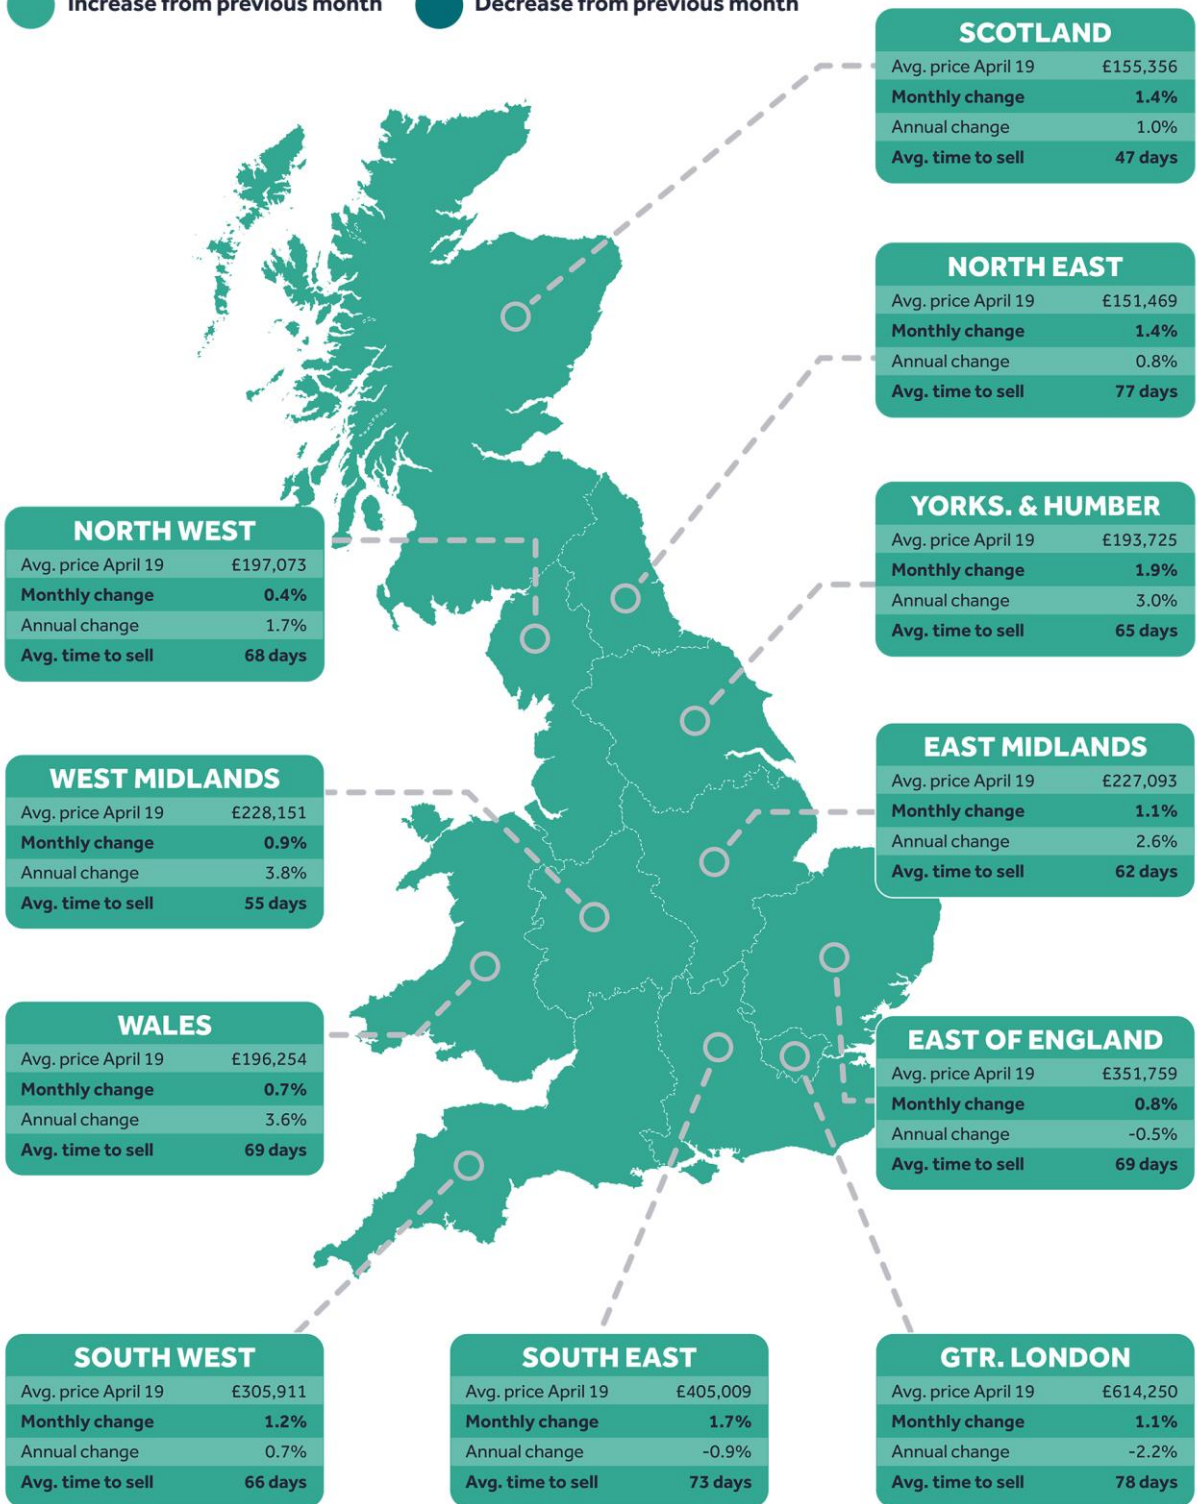 Increase from previous month
Decrease from previous month
SCOTLAND
Avg. price April 19 £155,356
Monthly change 1.4%
Annual change 1.0%
Avg. time to sell 47 days
NORTH EAST
Avg. price April 19 £151,469
Monthly change 1.4%
Annual change 0.8%
Avg. time to sell 77 days
NORTH WEST
Avg. price April 19 £197,073
Monthly change 0.4%
Annual change 1.7%
Avg. time to sell 68 days
YORKS. & HUMBER
Avg. price April 19 £193,725
Monthly change 1.9%
Annual change 3.0%
Avg. time to sell 65 days
WEST MIDLANDS
Avg. price April 19 £228,151
Monthly change 0.9%
Annual change 3.8%
Avg. time to sell 55 days
EAST MIDLANDS
Avg. price April 19 £227,093
Monthly change 1.1%
Annual change 2.6%
Avg. time to sell 62 days
WALES
Avg. price April 19 £196,254
Monthly change 0.7%
Annual change 3.6%
Avg. time to sell 69 days
EAST OF ENGLAND
Avg. price April 19 £351,759
Monthly change 0.8%
Annual change -0.5%
Avg. time to sell 69 days
SOUTH WEST
Avg. price April 19 £305,911
Monthly change 1.2%
Annual change 0.7%
Avg. time to sell 66 days
SOUTH EAST
Avg. price April 19 £405,009
Monthly change 1.7%
Annual change -0.9%
Avg. time to sell 73 days
GTR. LONDON
Avg. price April 19 £614,250
Monthly change 1.1%
Annual change -2.2%
Avg. time to sell 78 days